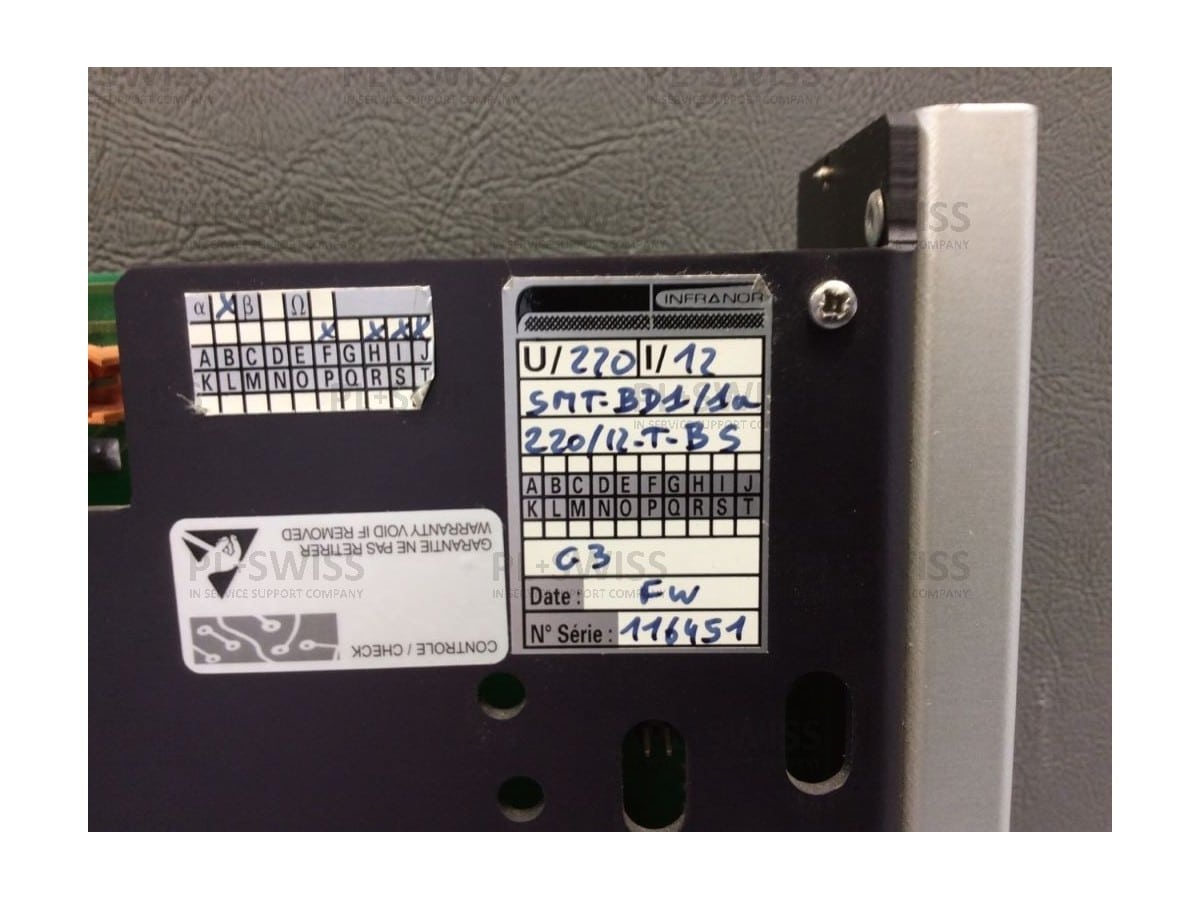 PI+SWISS
IN SERVICE SUPPORT COMPANY
α X β Ω
X X X X
A B C D E F G H I J
K L M N O P Q R S T
INFRANOR
U/220 I/12
SMT-BD1/1a
220/12-T-BS
A B C D E F G H I J
K L M N O P Q R S T
G3
Date : FW
N° Série : 116451
GARANTIE NE PAS RETIRER
WARRANTY VOID IF REMOVED
CONTROLE / CHECK